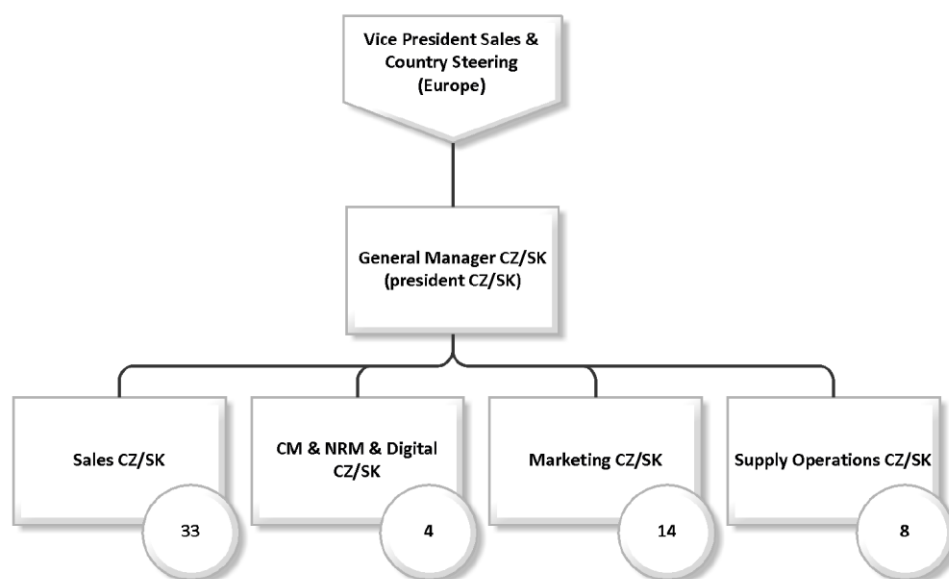 Vice President Sales &
Country Steering
(Europe)
General Manager CZ/SK
(president CZ/SK)
Sales CZ/SK
33
CM & NRM & Digital
CZ/SK
4
Marketing CZ/SK
14
Supply Operations CZ/SK
8